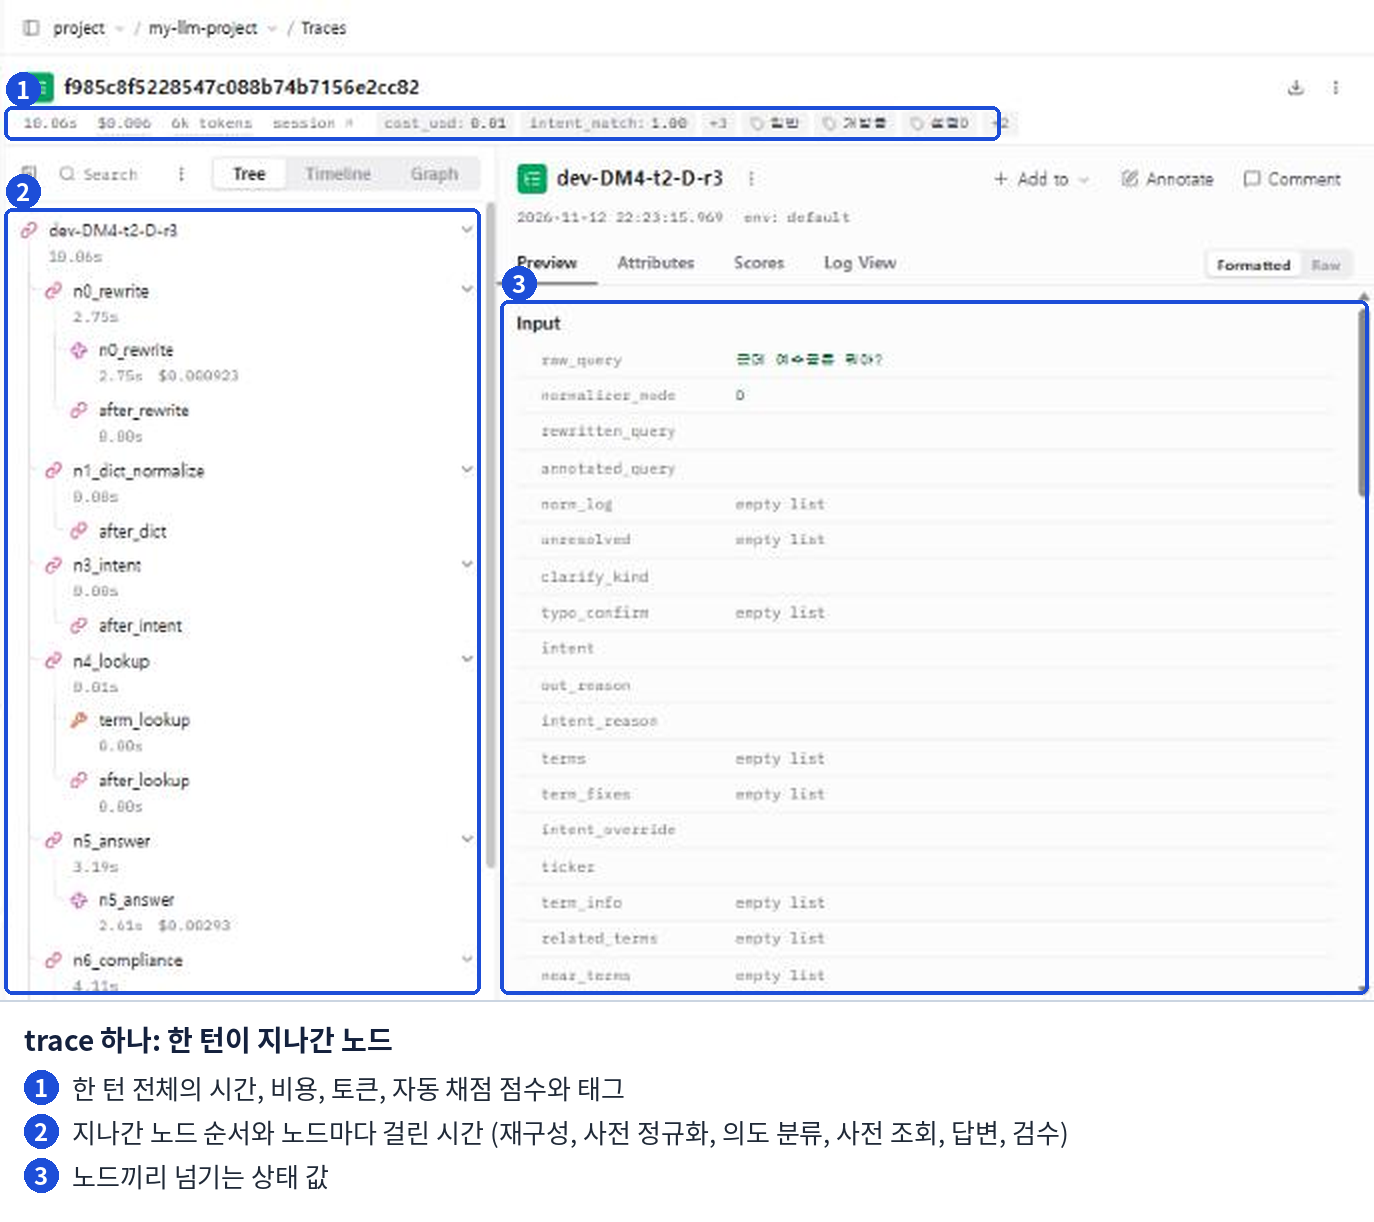 project / my-llm-project / Traces
1
f985c8f5228547c088b74b7156e2cc82
10.06s $0.006 6k tokens session cost_usd: 0.01 intent_match: 1.00 +3 일반
2
Search Tree Timeline Graph
dev-DM4-t2-D-r3
10.06s
n0_rewrite
2.75s
n0_rewrite
2.75s $0.000923
after_rewrite
0.00s
n1_dict_normalize
0.00s
after_dict
n3_intent
0.00s
after_intent
n4_lookup
0.01s
term_lookup
0.00s
after_lookup
0.00s
n5_answer
3.19s
n5_answer
2.61s $0.00293
n6_compliance
4.11s
dev-DM4-t2-D-r3
Add to Annotate Comment
2026-11-12 22:23:15.969 env: default
Preview Attributes Scores Log View Formatted Raw
3
Input
raw_query
normalizer_mode D
rewritten_query
annotated_query
norm_log empty list
unresolved empty list
clarify_kind
typo_confirm empty list
intent
out_reason
intent_reason
terms empty list
term_fixes empty list
intent_override
ticker
term_info empty list
related_terms empty list
near_terms empty list
trace 하나: 한 턴이 지나간 노드
1 한 턴 전체의 시간, 비용, 토큰, 자동 채점 점수와 태그
2 지나간 노드 순서와 노드마다 걸린 시간 (재구성, 사전 정규화, 의도 분류, 사전 조회, 답변, 검수)
3 노드끼리 넘기는 상태 값